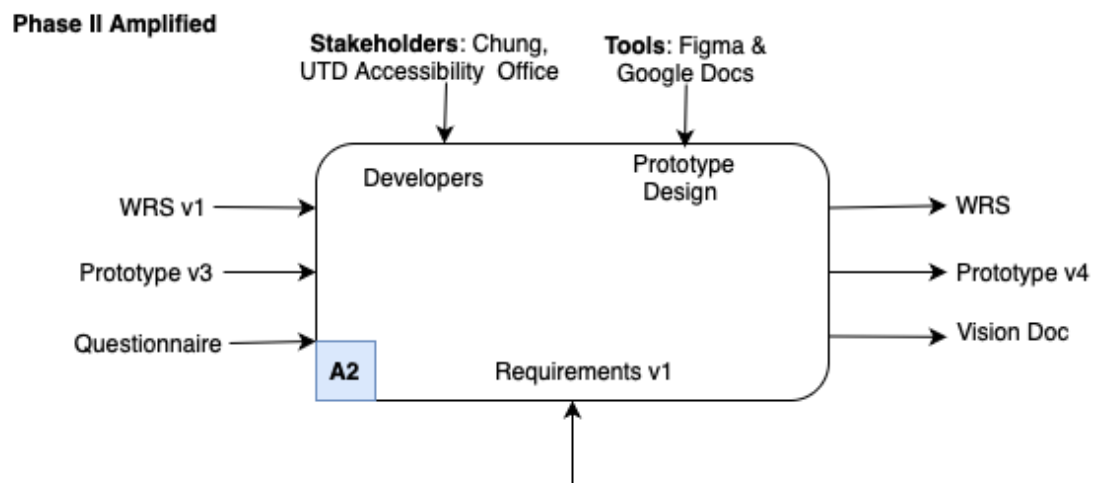 Phase II Amplified
Stakeholders: Chung,
UTD Accessibility Office
Tools: Figma &
Google Docs
Developers
Prototype
Design
WRS v1
WRS
Prototype v3
Prototype v4
Questionnaire
Vision Doc
A2
Requirements v1